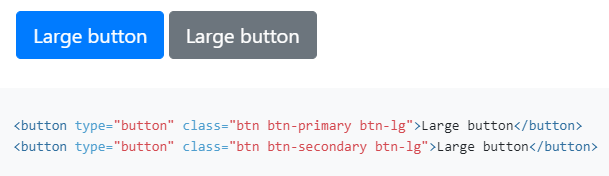 Large button Large button
<button type="button" class="btn btn-primary btn-lg">Large button</button>
<button type="button" class="btn btn-secondary btn-lg">Large button</button>